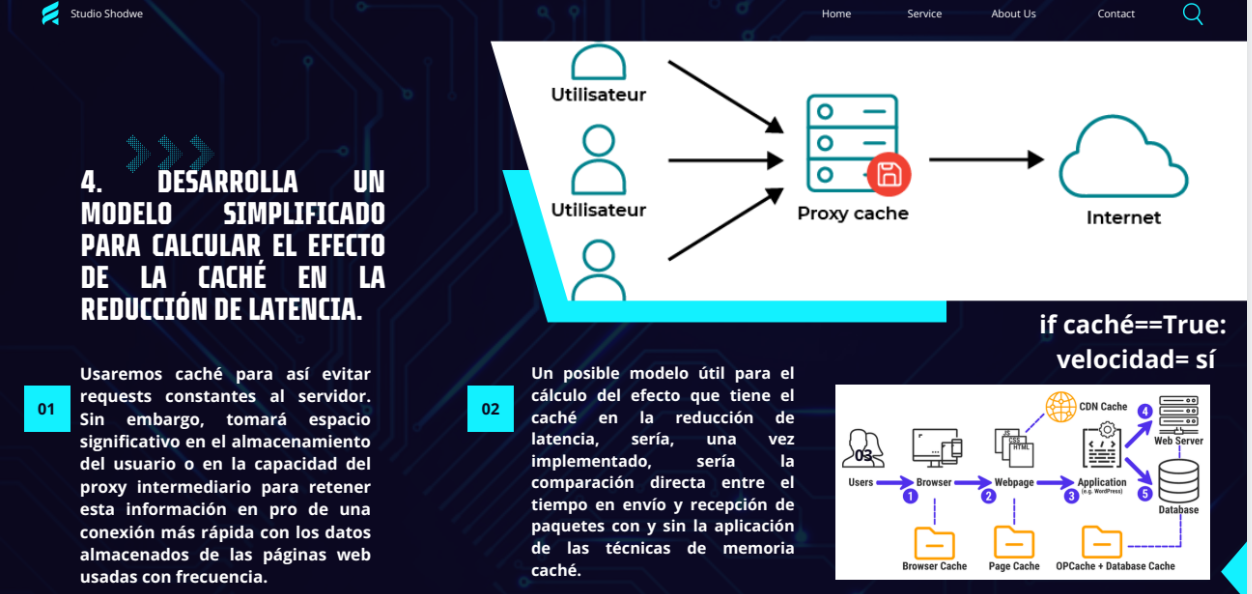 Studio Shodwe
Home Service About Us Contact
4. DESARROLLA UN
MODELO SIMPLIFICADO
PARA CALCULAR EL EFECTO
DE LA CACHÉ EN LA
REDUCCIÓN DE LATENCIA.
Utilisateur
Utilisateur
Proxy cache
Internet
01
Usaremos caché para así evitar
requests constantes al servidor.
Sin embargo, tomará espacio
significativo en el almacenamiento
del usuario o en la capacidad del
proxy intermediario para retener
esta información en pro de una
conexión más rápida con los datos
almacenados de las páginas web
usadas con frecuencia.
02
Un posible modelo útil para el
cálculo del efecto que tiene el
caché en la reducción de
latencia, sería, una vez
implementado, sería la
comparación directa entre el
tiempo en envío y recepción de
paquetes con y sin la aplicación
de las técnicas de memoria
caché.
if caché==True:
velocidad= sí
03
CDN Cache
JS
CSS
HTML
4
Web Server
Users
Browser
Webpage
Application
(e.g. WordPress)
1
2
3
5
Database
Browser Cache
Page Cache
OPCache + Database Cache